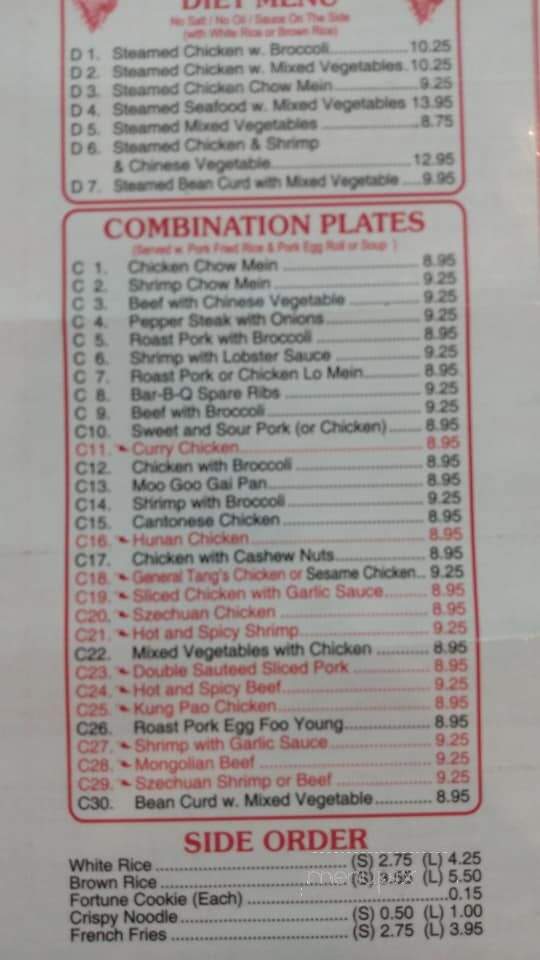 DIET MENU
No Salt / No Oil / Sauce On The Side
(with White Rice or Brown Rice)
D 1. Steamed Chicken w. Broccoli 10.25
D 2. Steamed Chicken w. Mixed Vegetables 10.25
D 3. Steamed Chicken Chow Mein 9.25
D 4. Steamed Seafood w. Mixed Vegetables 13.95
D 5. Steamed Mixed Vegetables 8.75
D 6. Steamed Chicken & Shrimp
& Chinese Vegetable 12.95
D 7. Steamed Bean Curd with Mixed Vegetable 9.95
COMBINATION PLATES
(Served w. Pork Fried Rice & Pork Egg Roll or Soup )
C 1. Chicken Chow Mein 8.95
C 2. Shrimp Chow Mein 9.25
C 3. Beef with Chinese Vegetable 9.25
C 4. Pepper Steak with Onions 9.25
C 5. Roast Pork with Broccoli 8.95
C 6. Shrimp with Lobster Sauce 9.25
C 7. Roast Pork or Chicken Lo Mein 8.95
C 8. Bar-B-Q Spare Ribs 9.25
C 9. Beef with Broccoli 9.25
C10. Sweet and Sour Pork (or Chicken) 8.95
C11. Curry Chicken 8.95
C12. Chicken with Broccoli 8.95
C13. Moo Goo Gai Pan 8.95
C14. Shrimp with Broccoli 9.25
C15. Cantonese Chicken 8.95
C16. Hunan Chicken 8.95
C17. Chicken with Cashew Nuts 8.95
C18. General Tang's Chicken or Sesame Chicken 9.25
C19. Sliced Chicken with Garlic Sauce 8.95
C20. Szechuan Chicken 8.95
C21. Hot and Spicy Shrimp 9.25
C22. Mixed Vegetables with Chicken 8.95
C23. Double Sauteed Sliced Pork 8.95
C24. Hot and Spicy Beef 9.25
C25. Kung Pao Chicken 8.95
C26. Roast Pork Egg Foo Young 8.95
C27. Shrimp with Garlic Sauce 9.25
C28. Mongolian Beef 9.25
C29. Szechuan Shrimp or Beef 9.25
C30. Bean Curd w. Mixed Vegetable 8.95
SIDE ORDER
White Rice (S) 2.75 (L) 4.25
Brown Rice (S) (L) 5.50
Fortune Cookie (Each) 0.15
Crispy Noodle (S) 0.50 (L) 1.00
French Fries (S) 2.75 (L) 3.95